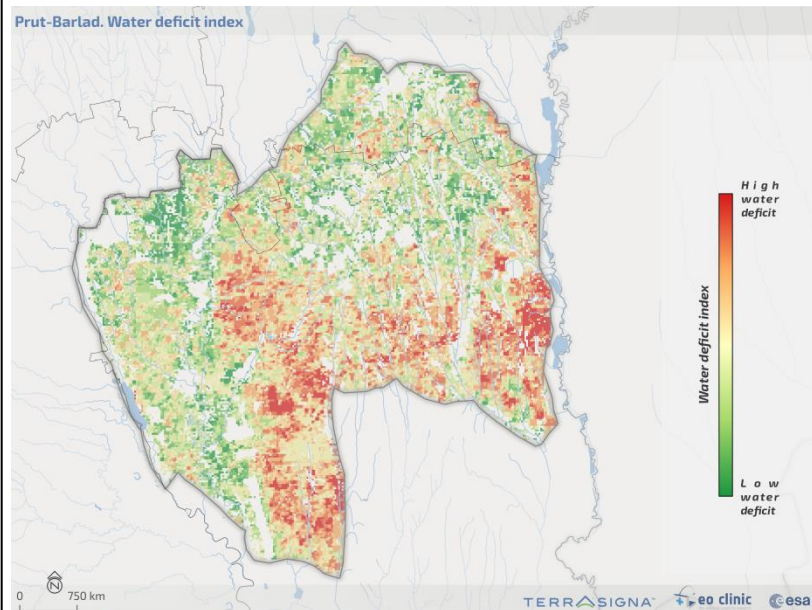 Prut-Barlad. Water deficit index
High
water
deficit
Water deficit index
Low
water
deficit
N
0 750 km
TERRASIGNA eo clinic esa